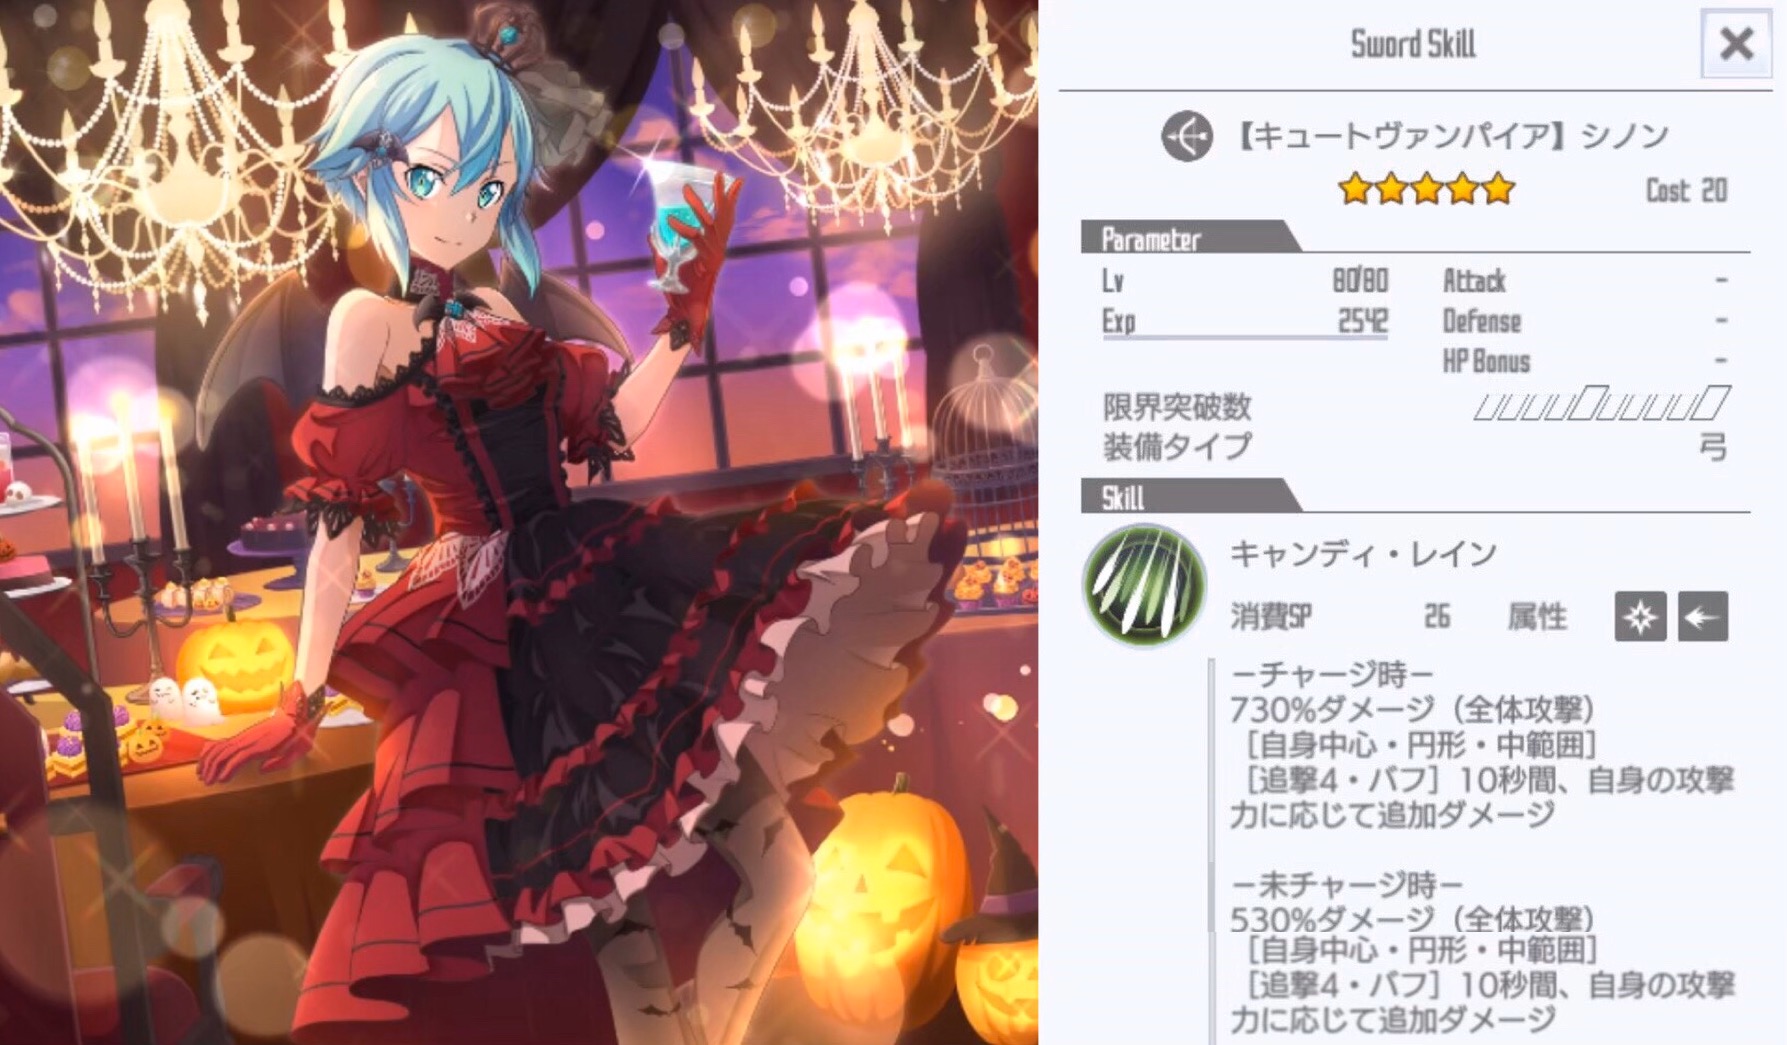 Sword Skill
【キュートヴァンパイア】シノン
Cost 20
Parameter
Lv 80/80 Attack -
Exp 2542 Defense -
HP Bonus -
限界突破数
装備タイプ 弓
Skill
キャンディ・レイン
消費SP 26 属性
－チャージ時－
730%ダメージ（全体攻撃）
［自身中心・円形・中範囲］
［追撃4・バフ］10秒間、自身の攻撃
力に応じて追加ダメージ
－未チャージ時－
530%ダメージ（全体攻撃）
［自身中心・円形・中範囲］
［追撃4・バフ］10秒間、自身の攻撃
力に応じて追加ダメージ